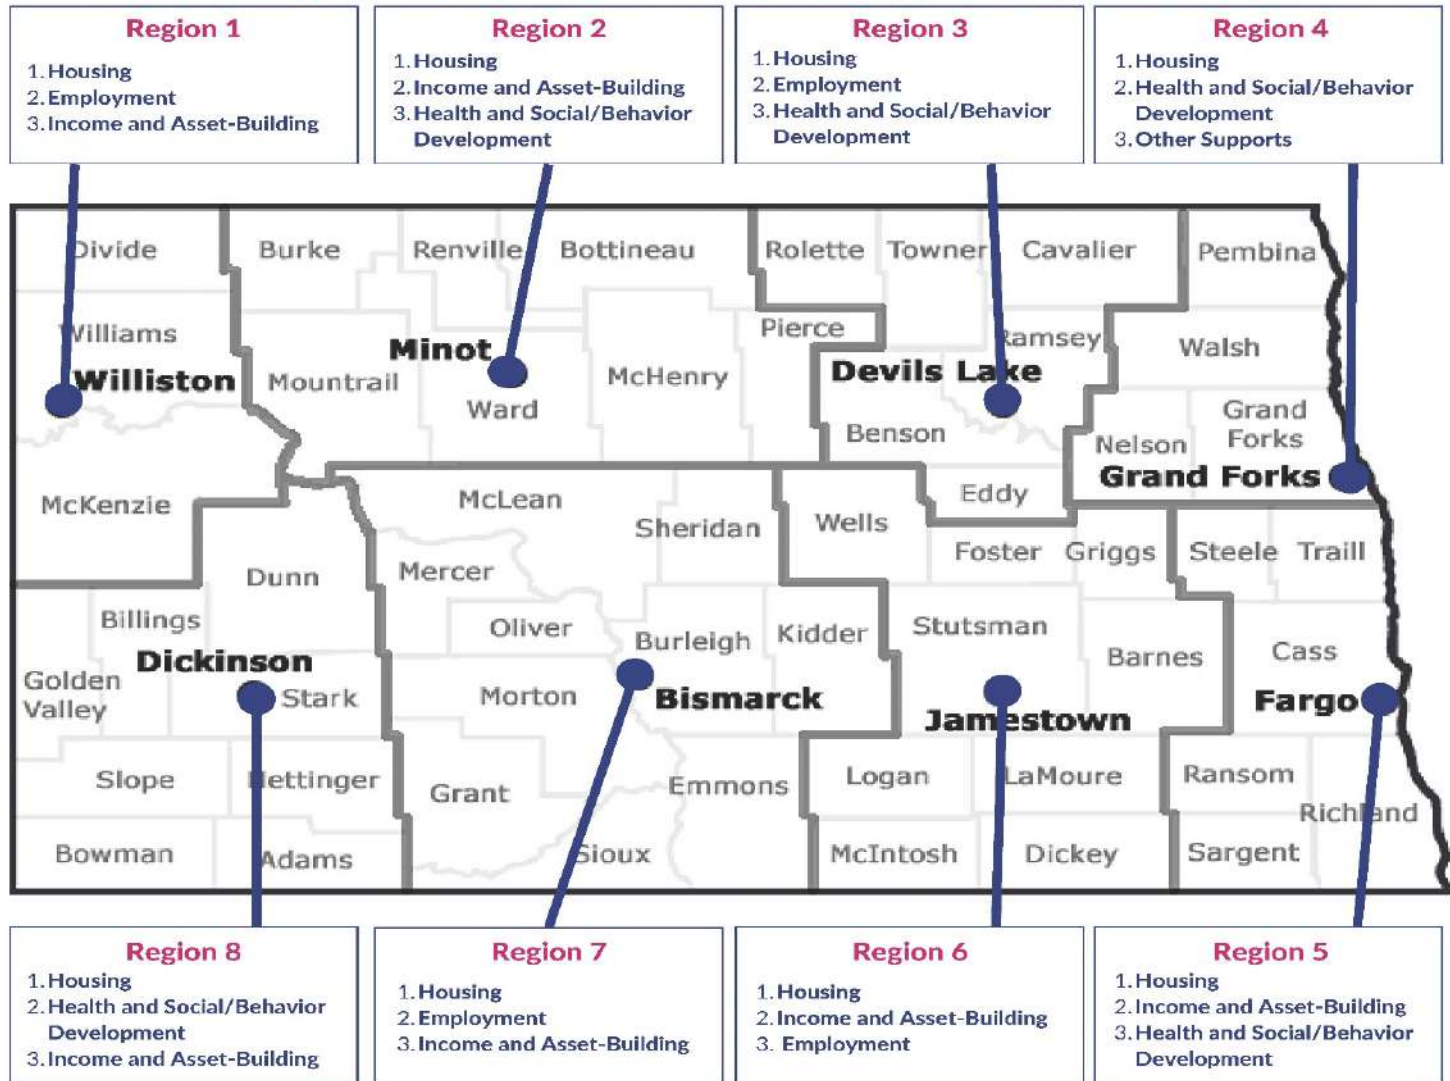 Region 1
1. Housing
2. Employment
3. Income and Asset-Building
Region 2
1. Housing
2. Income and Asset-Building
3. Health and Social/Behavior
Development
Region 3
1. Housing
2. Employment
3. Health and Social/Behavior
Development
Region 4
1. Housing
2. Health and Social/Behavior
Development
3. Other Supports
Divide
Burke
Renville
Bottineau
Rolette
Towner
Cavalier
Pembina
Williams
Williston
Mountrail
Minot
Ward
McHenry
Pierce
Ramsey
Devils Lake
Benson
Walsh
Nelson
Grand
Forks
Grand Forks
McKenzie
McLean
Sheridan
Wells
Eddy
Foster
Griggs
Steele
Traill
Dunn
Mercer
Billings
Oliver
Burleigh
Kidder
Stutsman
Barnes
Cass
Dickinson
Golden
Valley
Stark
Morton
Bismarck
Jamestown
Fargo
Slope
Hettinger
Grant
Emmons
Logan
LaMoure
Ransom
Richland
Bowman
Adams
Sioux
McIntosh
Dickey
Sargent
Region 8
1. Housing
2. Health and Social/Behavior
Development
3. Income and Asset-Building
Region 7
1. Housing
2. Employment
3. Income and Asset-Building
Region 6
1. Housing
2. Income and Asset-Building
3. Employment
Region 5
1. Housing
2. Income and Asset-Building
3. Health and Social/Behavior
Development